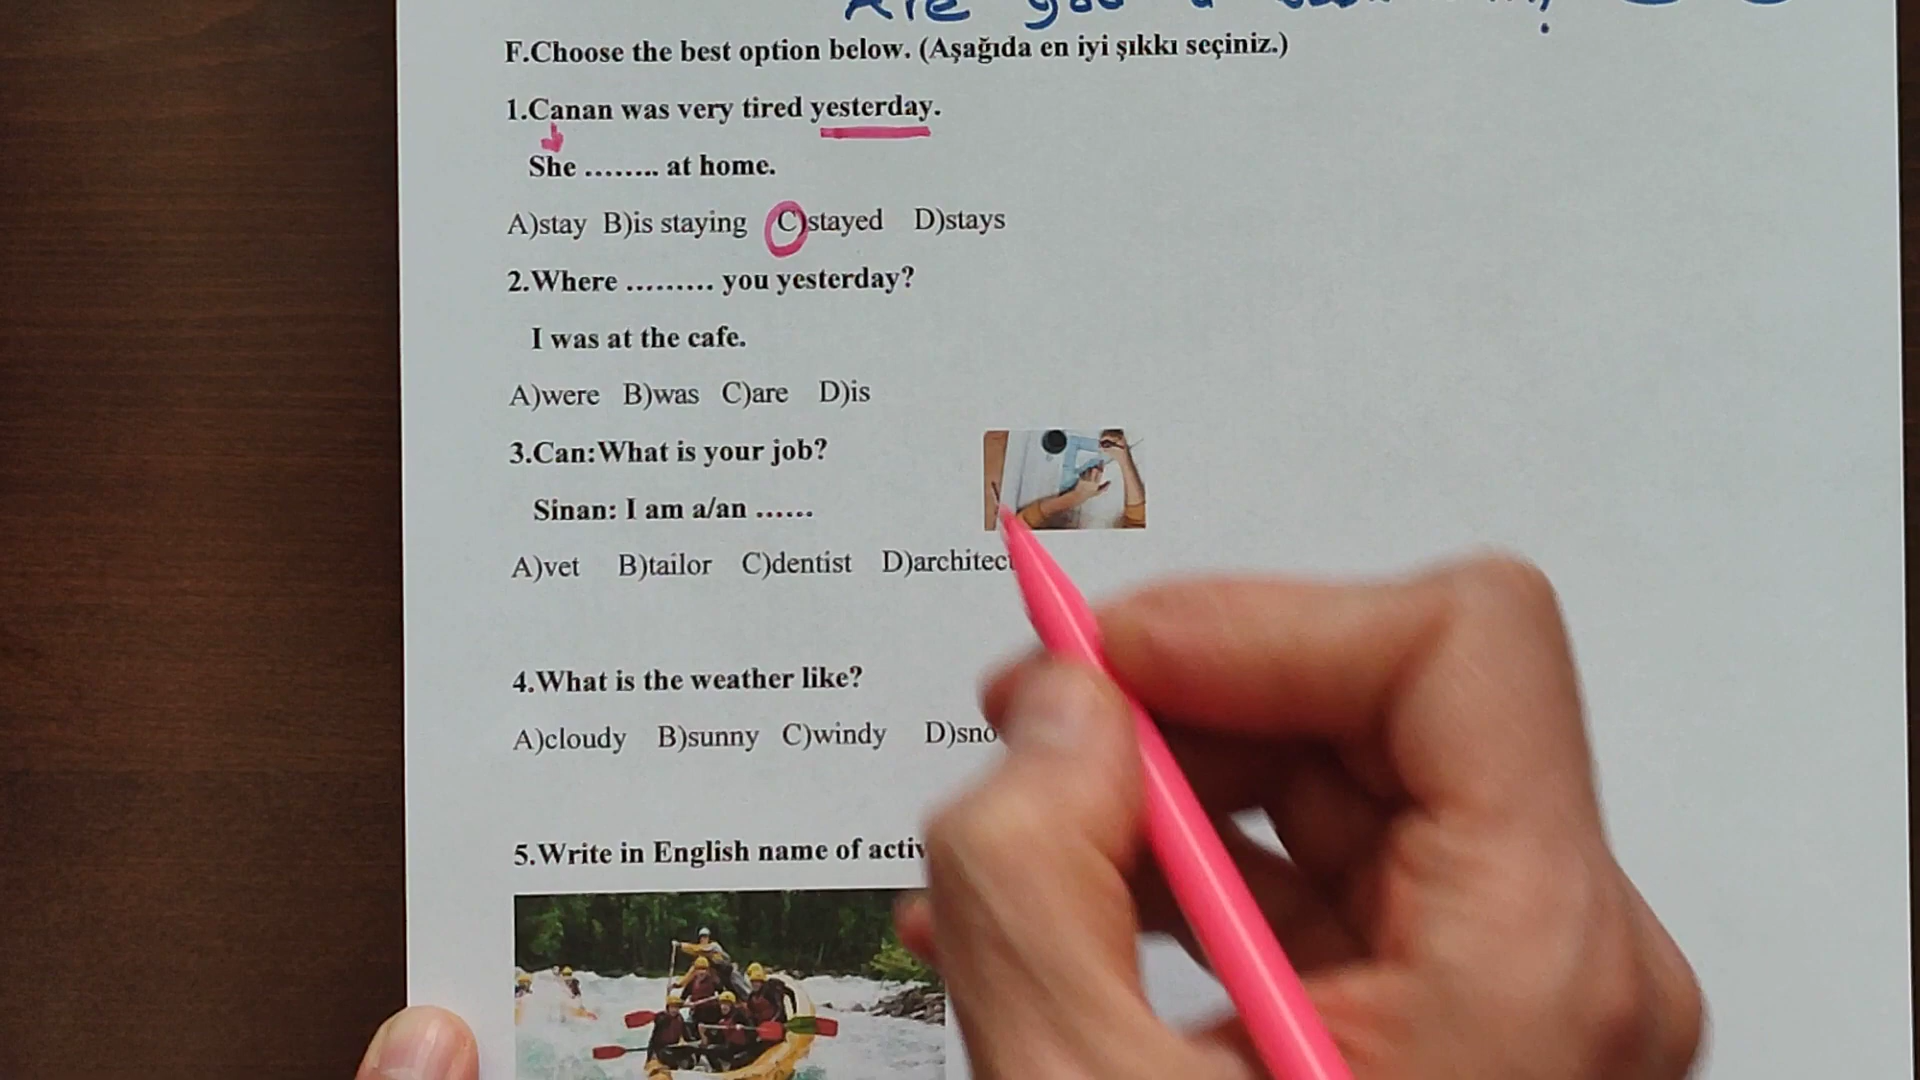 F.Choose the best option below. (Aşağıda en iyi şıkkı seçiniz.)
1.Canan was very tired yesterday.
She ........ at home.
A)stay B)is staying C)stayed D)stays
2.Where ......... you yesterday?
I was at the cafe.
A)were B)was C)are D)is
3.Can:What is your job?
Sinan: I am a/an ......
A)vet B)tailor C)dentist D)architect
4.What is the weather like?
A)cloudy B)sunny C)windy D)sno
5.Write in English name of activ